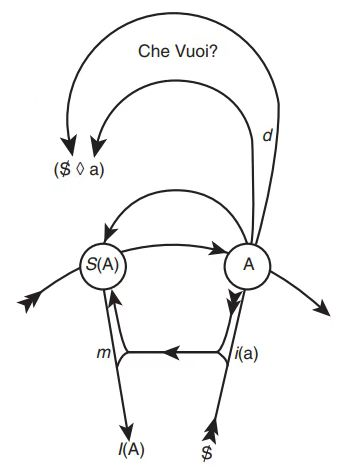 Che Vuoi?
d
($ ◊ a)
S(A)
A
m
i(a)
I(A)
$